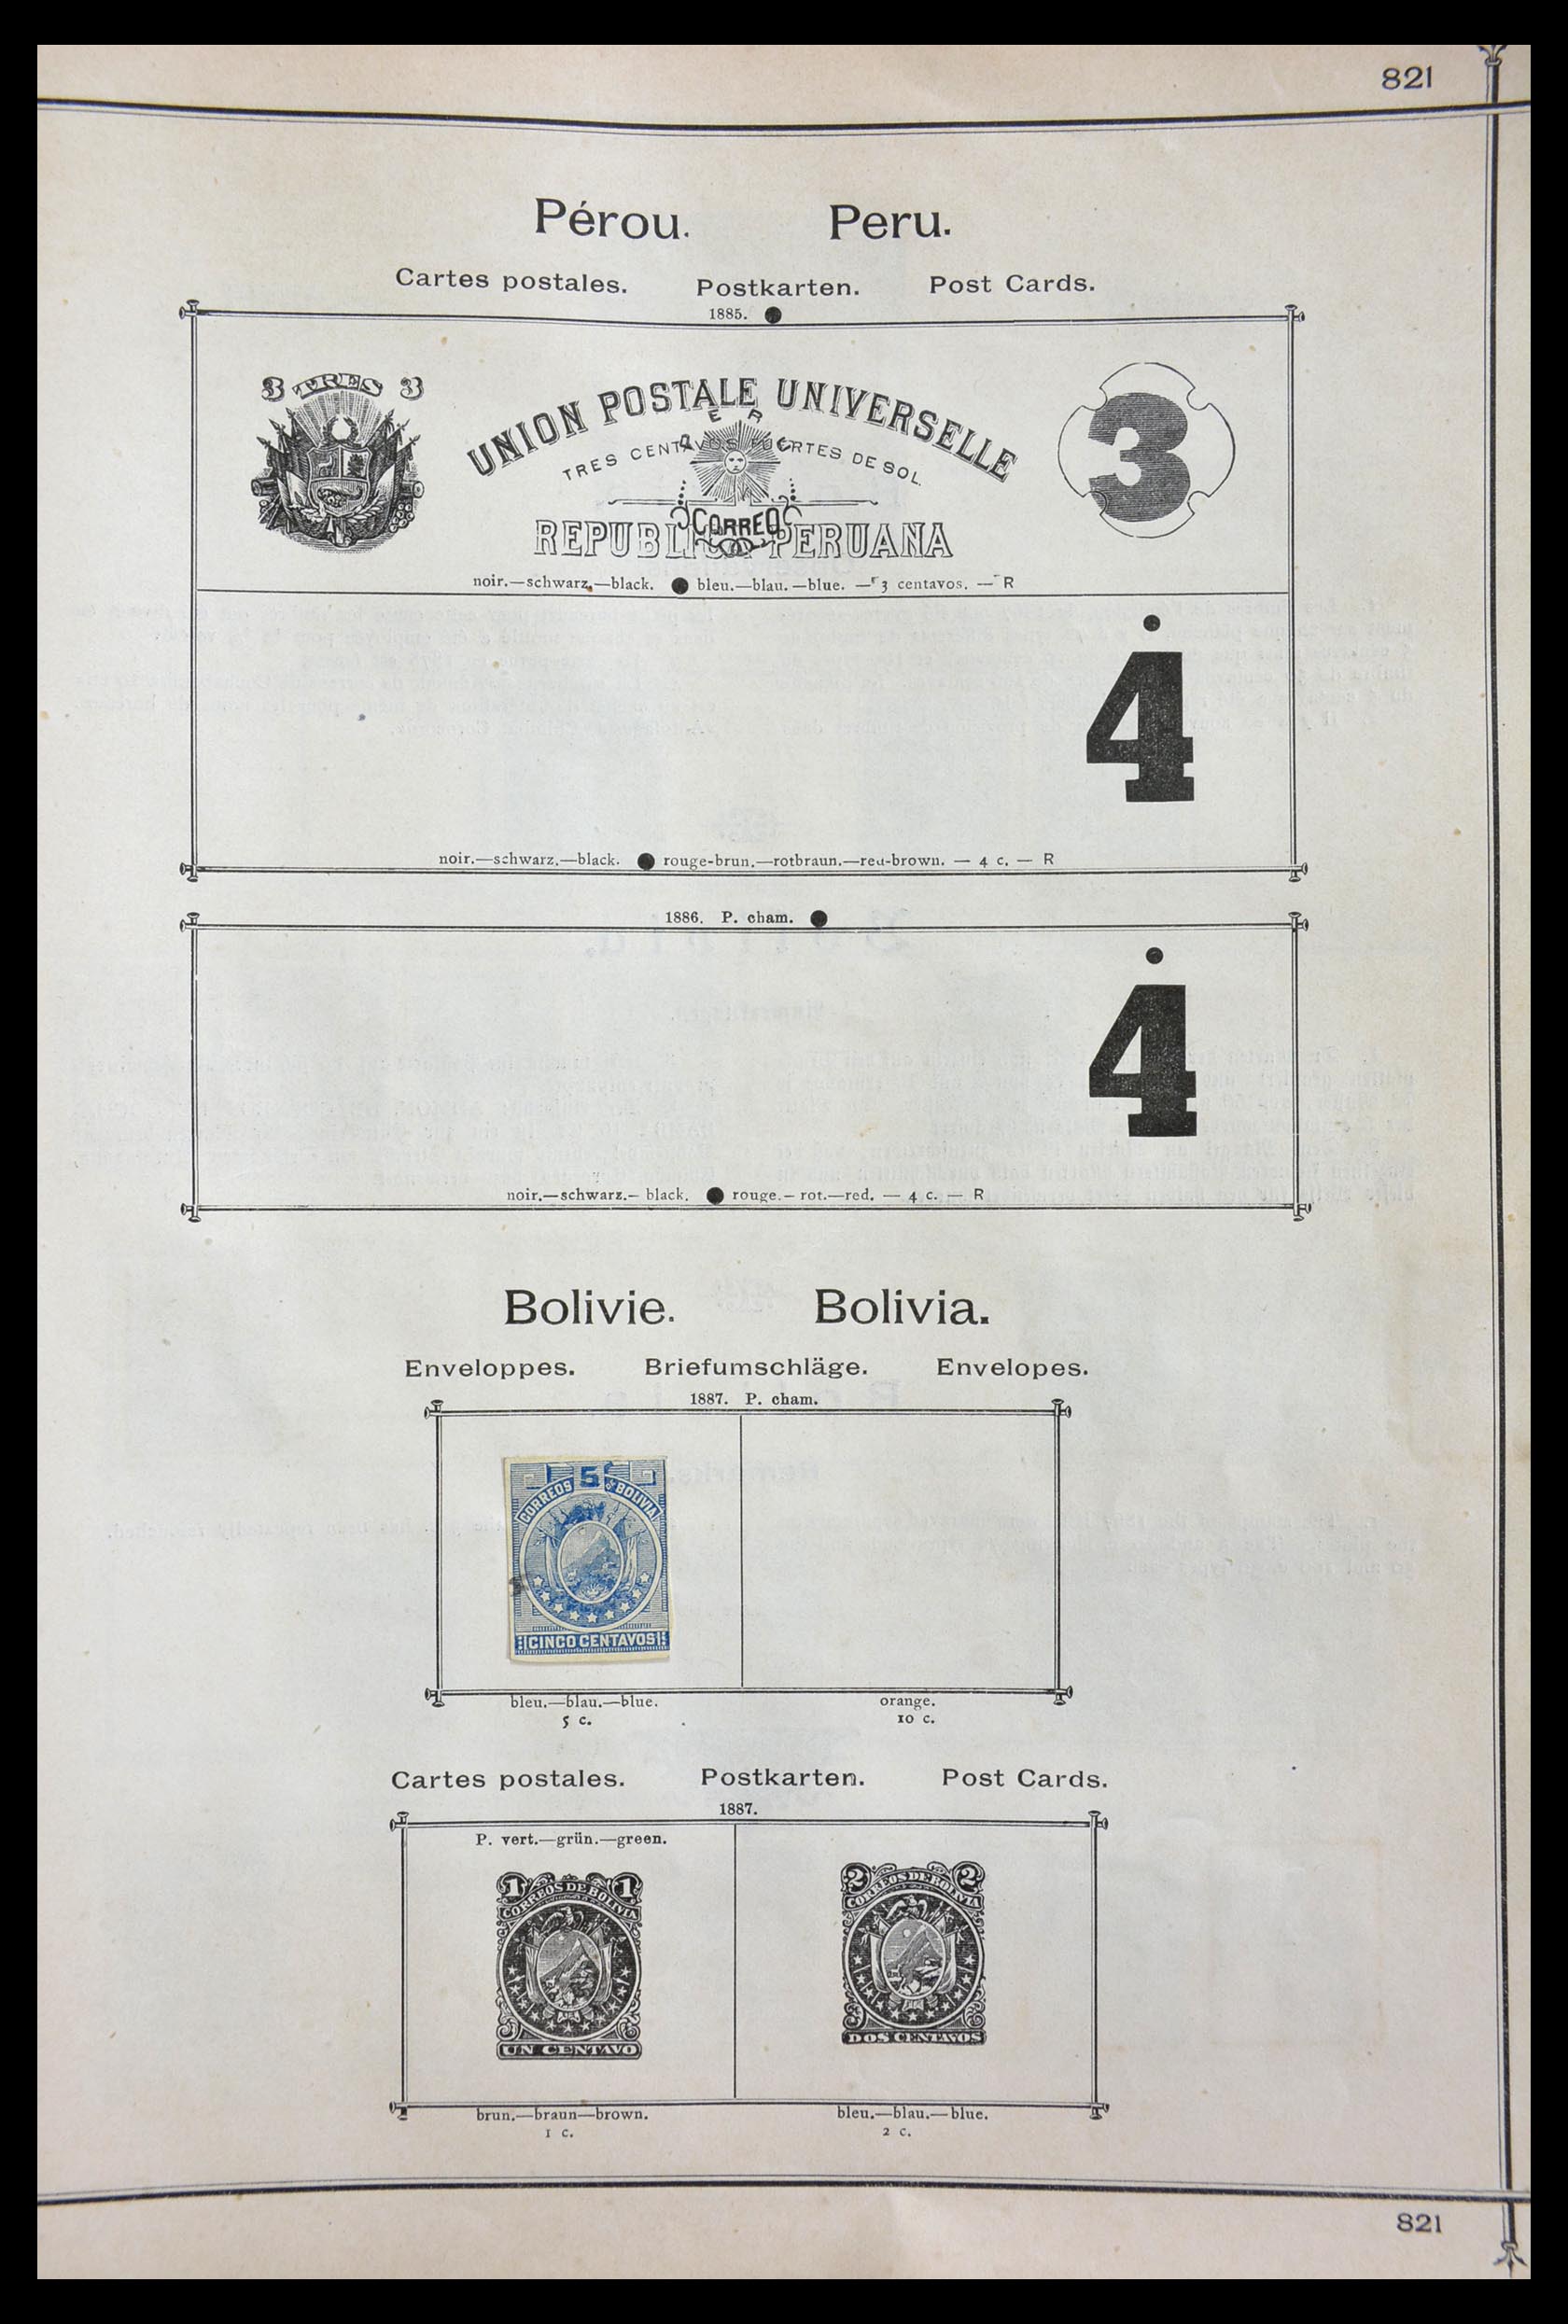 821
Pérou. Peru.
Cartes postales. Postkarten. Post Cards.
1885.
3 TRES 3
UNION POSTALE UNIVERSELLE
PERÚ
TRES CENTAVOS FUERTES DE SOL
CORREO
REPUBLICA PERUANA
3
noir.—schwarz,—black. bleu.—blau. —blue. — 3 centavos. — R
4
noir.—schwarz,—black. rouge-brun.—rotbraun.—red-brown. — 4 c. — R
1886. P. cham.
4
noir.—schwarz.– black. rouge.– rot.—red. — 4 c. — R
Bolivie. Bolivia.
Enveloppes. Briefumschläge. Envelopes.
1887. P. cham.
5
CORREOS DE BOLIVIA
CINCO CENTAVOS
bleu.—blau.—blue. orange.
5 c. 10 c.
Cartes postales. Postkarten. Post Cards.
1887.
P. vert.—grün.—green.
1 1 2 2
CORREOS DE BOLIVIA CORREOS DE BOLIVIA
UN CENTAVO DOS CENTAVOS
brun.—braun—brown. bleu.—blau.—blue.
1 c. 2 c.
821